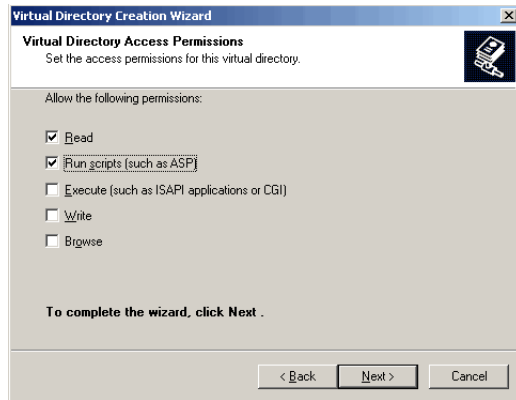 Virtual Directory Creation Wizard
Virtual Directory Access Permissions
Set the access permissions for this virtual directory.
Allow the following permissions:
Read
Run scripts (such as ASP)
Execute (such as ISAPI applications or CGI)
Write
Browse
To complete the wizard, click Next .
< Back Next > Cancel